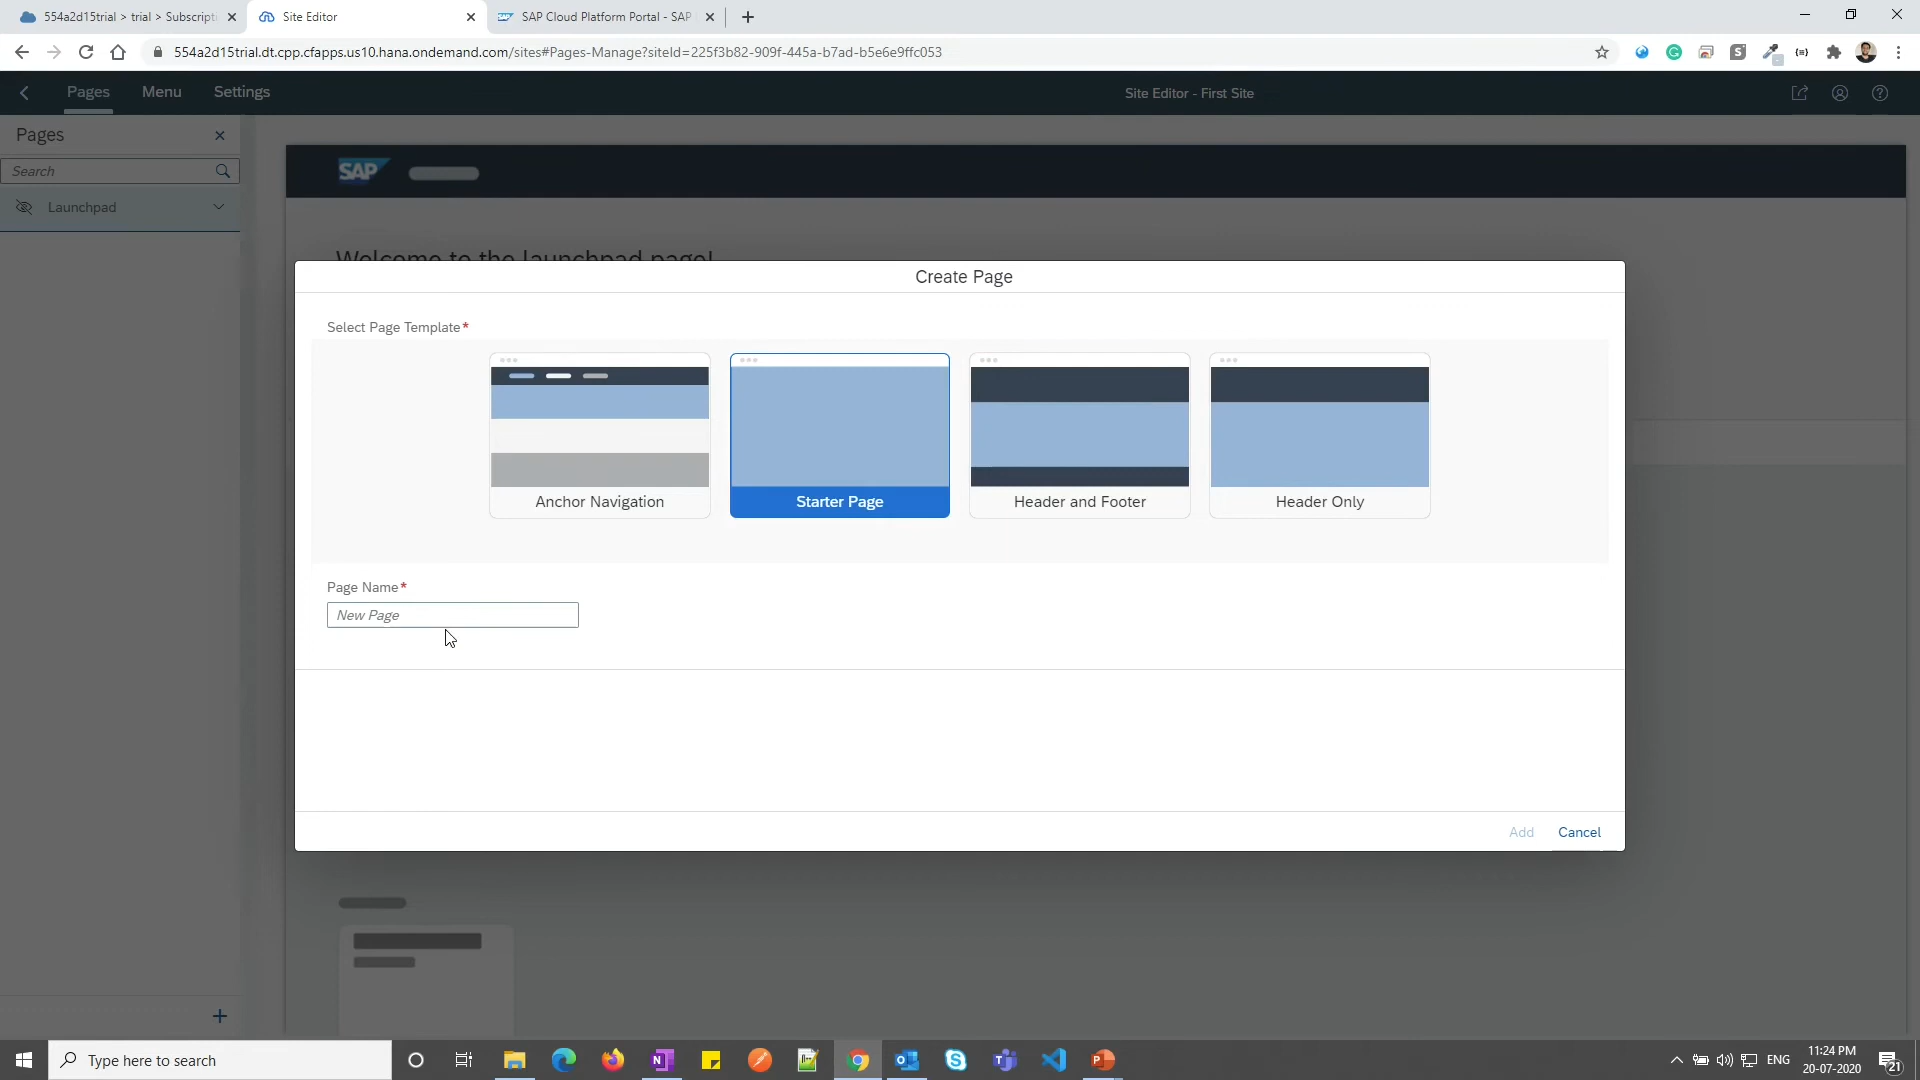 554a2d15trial > trial > Subscripti
Site Editor
SAP Cloud Platform Portal - SAP
554a2d15trial.dt.cpp.cfapps.us10.hana.ondemand.com/sites#Pages-Manage?siteId=225f3b82-909f-445a-b7ad-b5e6e9ffc053
Pages
Menu
Settings
Site Editor - First Site
Pages
Search
Launchpad
SAP
Welcome to the launchpad page!
Create Page
Select Page Template*
Anchor Navigation
Starter Page
Header and Footer
Header Only
Page Name*
New Page
Add
Cancel
Type here to search
ENG
11:24 PM
20-07-2020
21